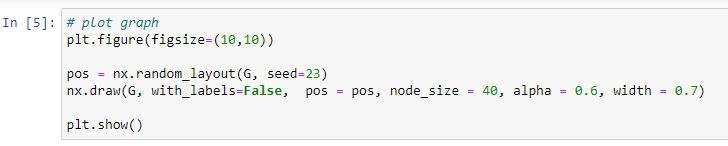 In [5]: # plot graph
plt.figure(figsize=(10,10))
pos = nx.random_layout(G, seed=23)
nx.draw(G, with_labels=False,  pos = pos, node_size = 40, alpha = 0.6, width = 0.7)
plt.show()